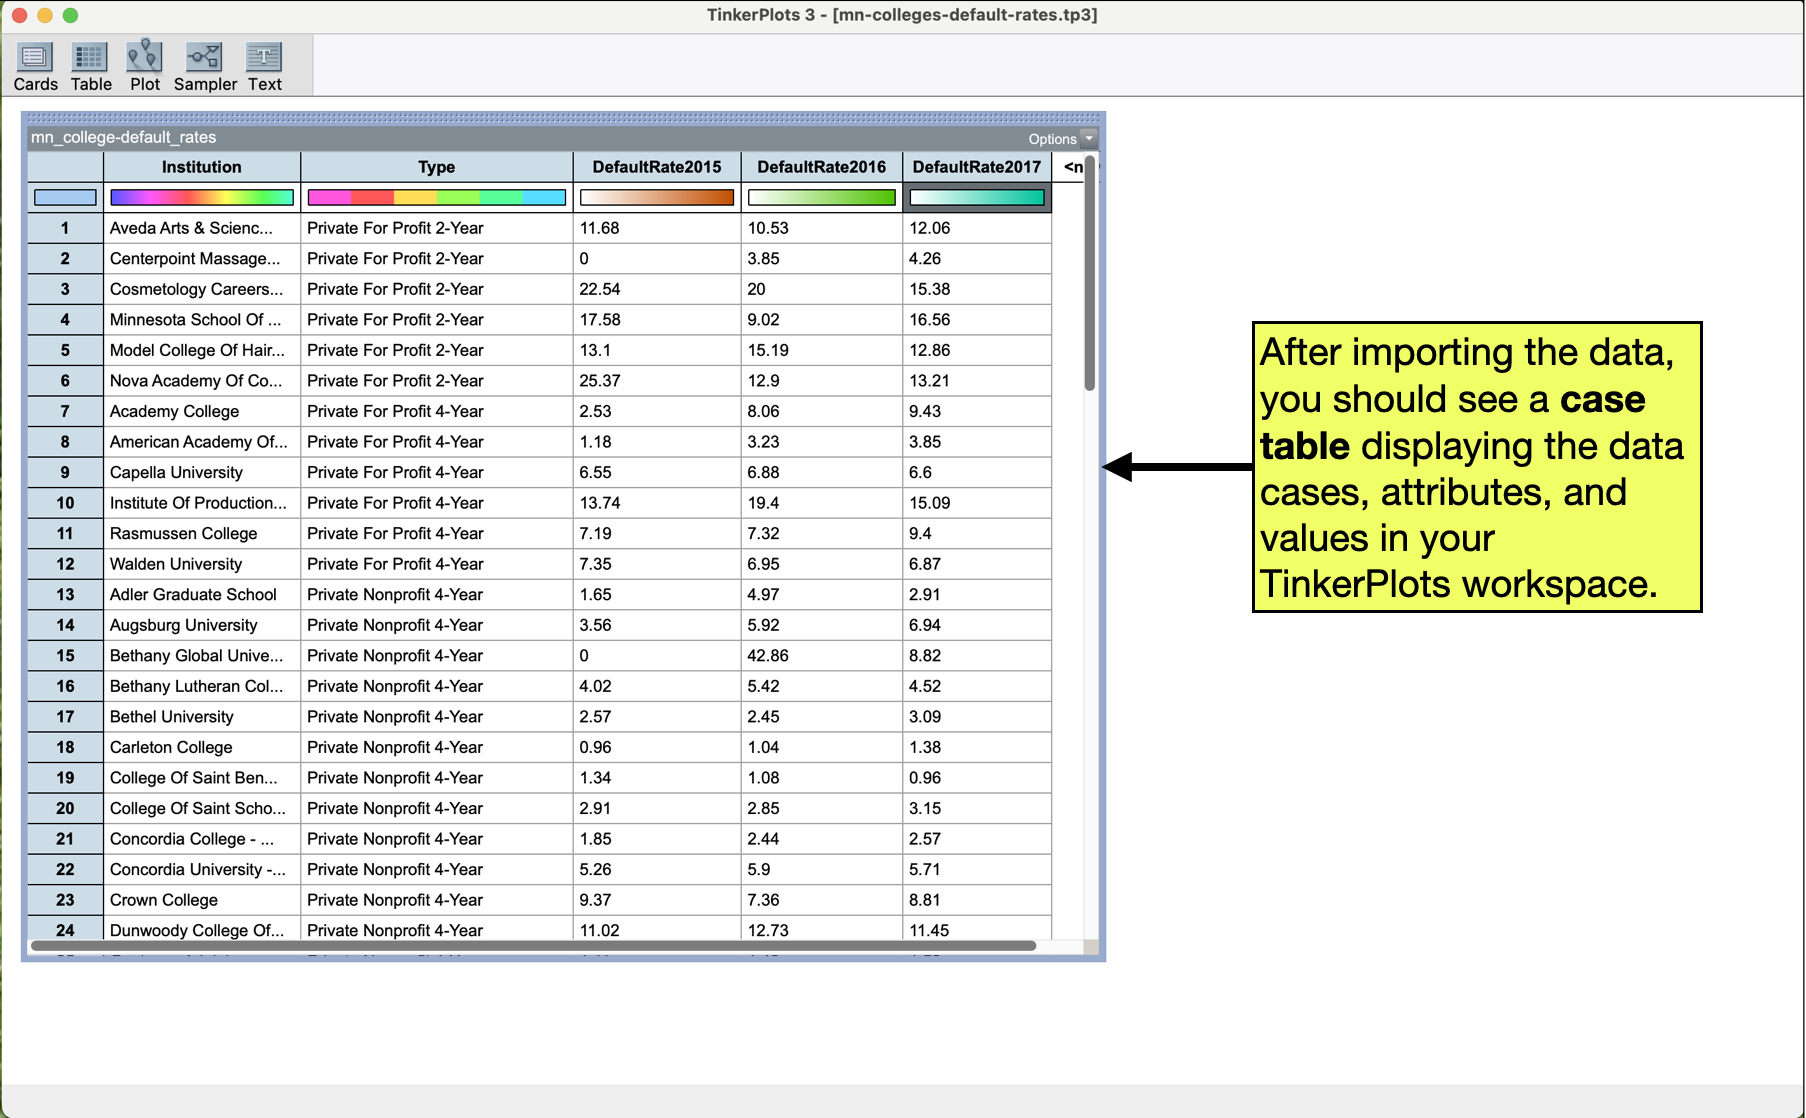 TinkerPlots 3 - [mn-colleges-default-rates.tp3]
Cards Table Plot Sampler Text
mn_college-default_rates Options
Institution Type DefaultRate2015 DefaultRate2016 DefaultRate2017 <n
1 Aveda Arts & Scienc... Private For Profit 2-Year 11.68 10.53 12.06
2 Centerpoint Massage... Private For Profit 2-Year 0 3.85 4.26
3 Cosmetology Careers... Private For Profit 2-Year 22.54 20 15.38
4 Minnesota School Of ... Private For Profit 2-Year 17.58 9.02 16.56
5 Model College Of Hair... Private For Profit 2-Year 13.1 15.19 12.86
6 Nova Academy Of Co... Private For Profit 2-Year 25.37 12.9 13.21
7 Academy College Private For Profit 4-Year 2.53 8.06 9.43
8 American Academy Of... Private For Profit 4-Year 1.18 3.23 3.85
9 Capella University Private For Profit 4-Year 6.55 6.88 6.6
10 Institute Of Production... Private For Profit 4-Year 13.74 19.4 15.09
11 Rasmussen College Private For Profit 4-Year 7.19 7.32 9.4
12 Walden University Private For Profit 4-Year 7.35 6.95 6.87
13 Adler Graduate School Private Nonprofit 4-Year 1.65 4.97 2.91
14 Augsburg University Private Nonprofit 4-Year 3.56 5.92 6.94
15 Bethany Global Unive... Private Nonprofit 4-Year 0 42.86 8.82
16 Bethany Lutheran Col... Private Nonprofit 4-Year 4.02 5.42 4.52
17 Bethel University Private Nonprofit 4-Year 2.57 2.45 3.09
18 Carleton College Private Nonprofit 4-Year 0.96 1.04 1.38
19 College Of Saint Ben... Private Nonprofit 4-Year 1.34 1.08 0.96
20 College Of Saint Scho... Private Nonprofit 4-Year 2.91 2.85 3.15
21 Concordia College - ... Private Nonprofit 4-Year 1.85 2.44 2.57
22 Concordia University -... Private Nonprofit 4-Year 5.26 5.9 5.71
23 Crown College Private Nonprofit 4-Year 9.37 7.36 8.81
24 Dunwoody College Of... Private Nonprofit 4-Year 11.02 12.73 11.45
After importing the data,
you should see a case
table displaying the data
cases, attributes, and
values in your
TinkerPlots workspace.